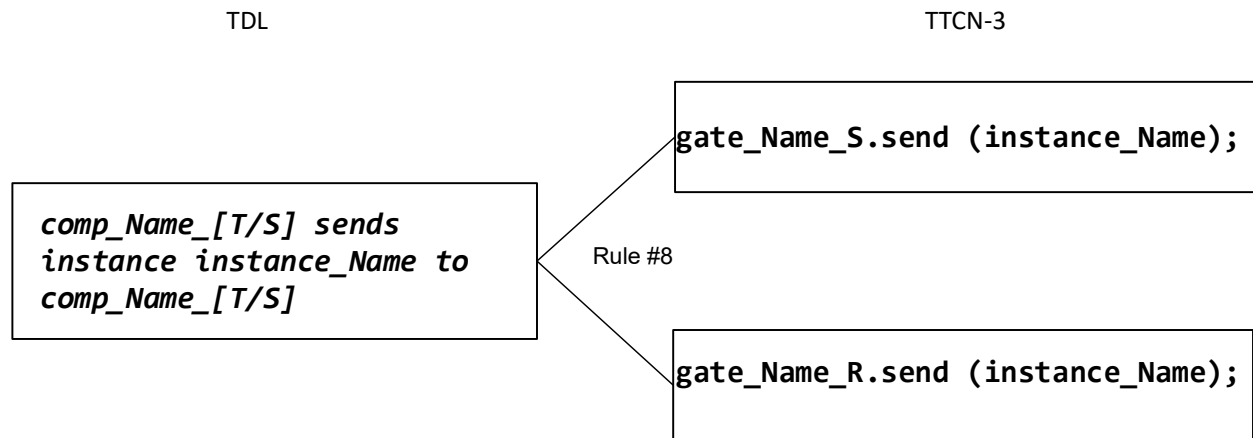 TDL
TTCN-3
gate_Name_S.send (instance_Name);
comp_Name_[T/S] sends
instance instance_Name to
comp_Name_[T/S]
Rule #8
gate_Name_R.send (instance_Name);